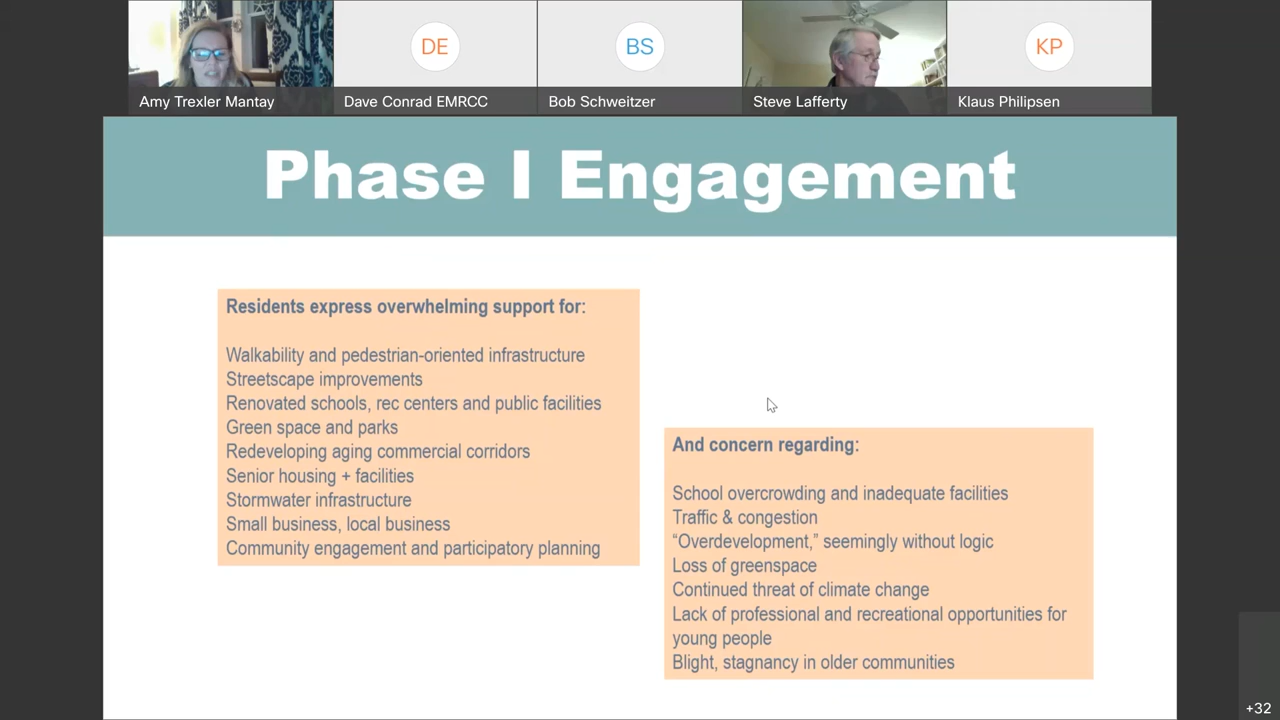 DE
BS
KP
Amy Trexler Mantay
Dave Conrad EMRCC
Bob Schweitzer
Steve Lafferty
Klaus Philipsen
Phase I Engagement
Residents express overwhelming support for:
Walkability and pedestrian-oriented infrastructure
Streetscape improvements
Renovated schools, rec centers and public facilities
Green space and parks
Redeveloping aging commercial corridors
Senior housing + facilities
Stormwater infrastructure
Small business, local business
Community engagement and participatory planning
And concern regarding:
School overcrowding and inadequate facilities
Traffic & congestion
“Overdevelopment,” seemingly without logic
Loss of greenspace
Continued threat of climate change
Lack of professional and recreational opportunities for
young people
Blight, stagnancy in older communities
+32